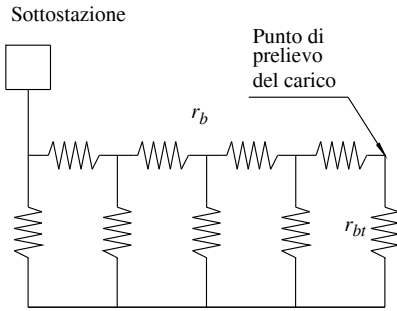 Sottostazione
Punto di
prelievo
del carico
r_b
r_bt